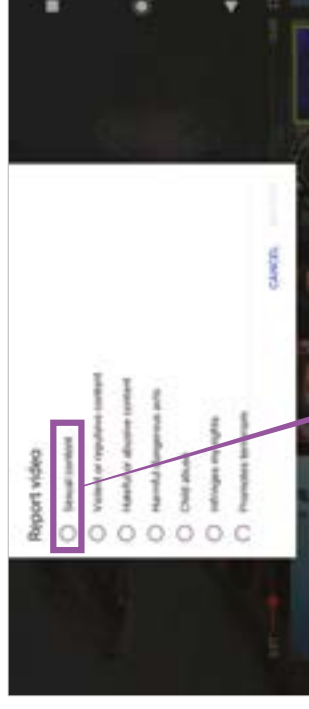 Report video
Sexual content
Violent or repulsive content
Hateful or abusive content
Harmful dangerous acts
Child abuse
Infringes my rights
Promotes terrorism
CANCEL